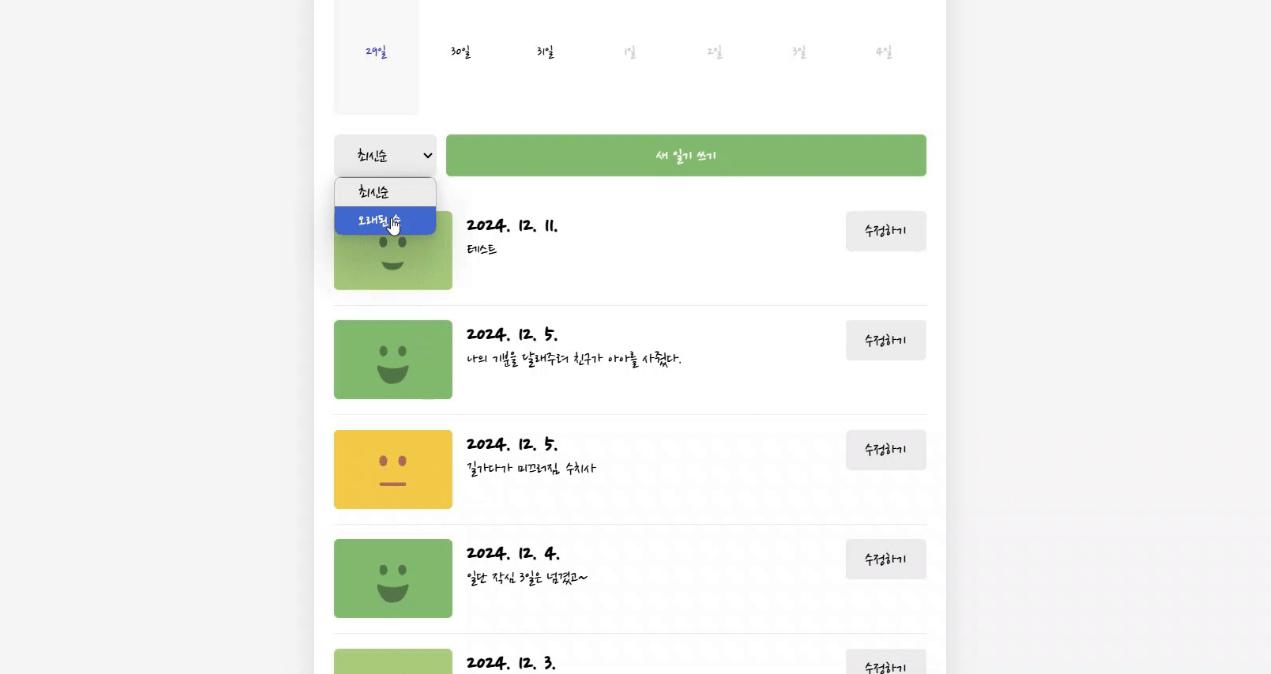 29일 30일 31일 1일 2일 3일 4일
최신순 새 일기 쓰기
최신순
오래된 순
2024. 12. 11. 수정하기
테스트
2024. 12. 5. 수정하기
나의 기분을 달래주려 친구가 아아를 사줬다.
2024. 12. 5. 수정하기
길가다가 미끄러짐, 수치사
2024. 12. 4. 수정하기
일단 작심 3일은 넘겼고~
2024. 12. 3. 수정하기